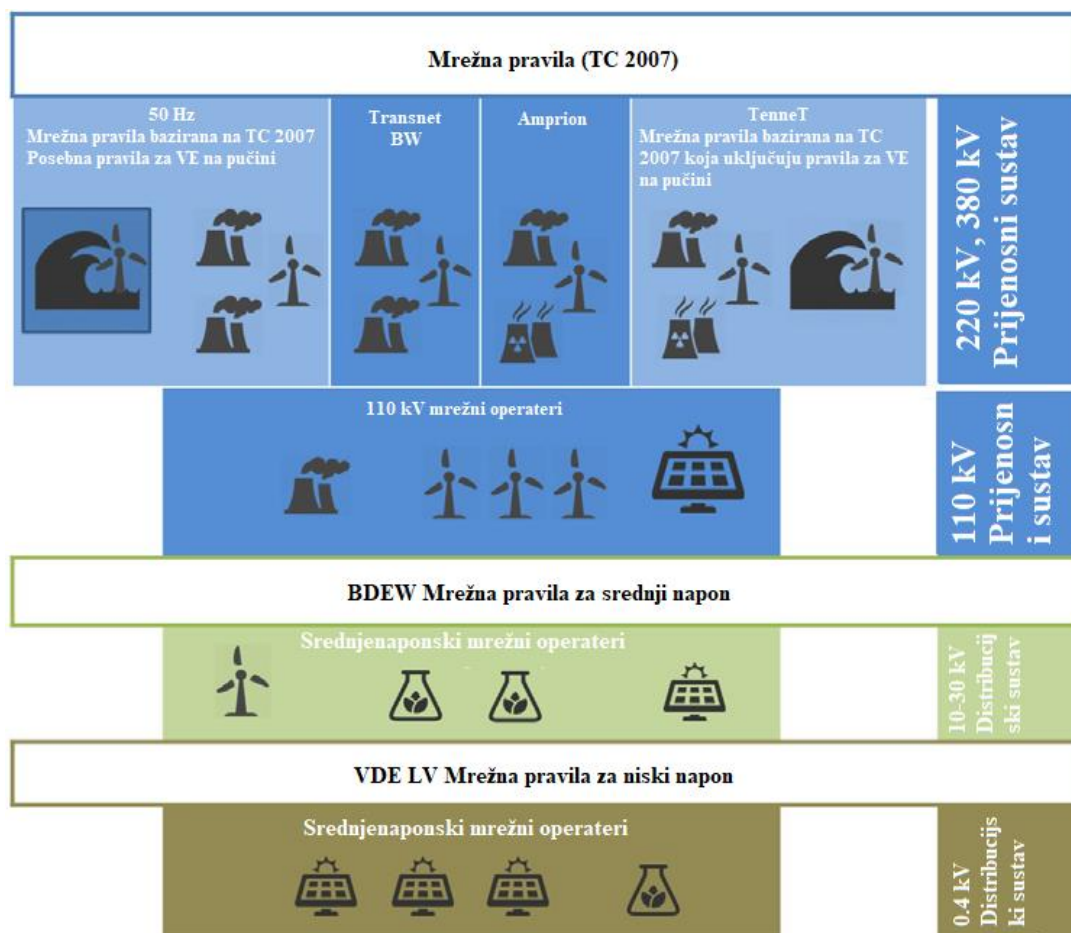 Mrežna pravila (TC 2007)
50 Hz
Mrežna pravila bazirana na TC 2007
Posebna pravila za VE na pučini
Transnet
BW
Amprion
TenneT
Mrežna pravila bazirana na TC
2007 koja uključuju pravila za VE
na pučini
220 kV, 380 kV
Prijenosni sustav
110 kV mrežni operateri
110 kV
Prijenosn
i sustav
BDEW Mrežna pravila za srednji napon
Srednjenaponski mrežni operateri
10-30 kV
Distribucij
ski sustav
VDE LV Mrežna pravila za niski napon
Srednjenaponski mrežni operateri
0.4 kV
Distribucijs
ki sustav